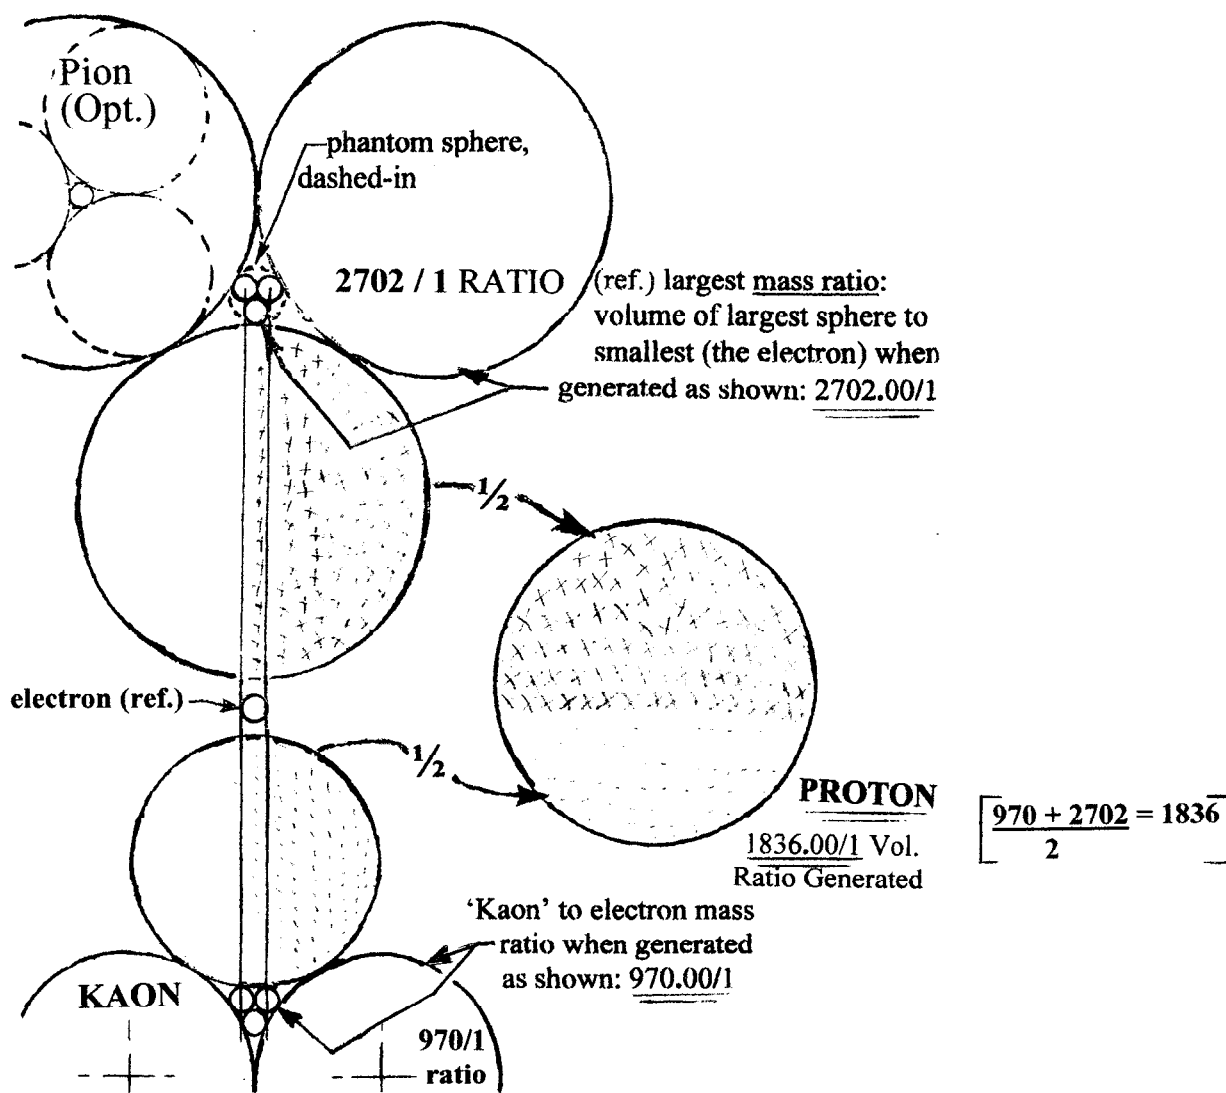 Pion
(Opt.)
phantom sphere,
dashed-in
2702 / 1 RATIO
(ref.) largest mass ratio:
volume of largest sphere to
smallest (the electron) when
generated as shown: 2702.00/1
½
electron (ref.)
½
PROTON
1836.00/1 Vol.
Ratio Generated
970 + 2702 = 1836
2
'Kaon' to electron mass
ratio when generated
as shown: 970.00/1
KAON
970/1
ratio